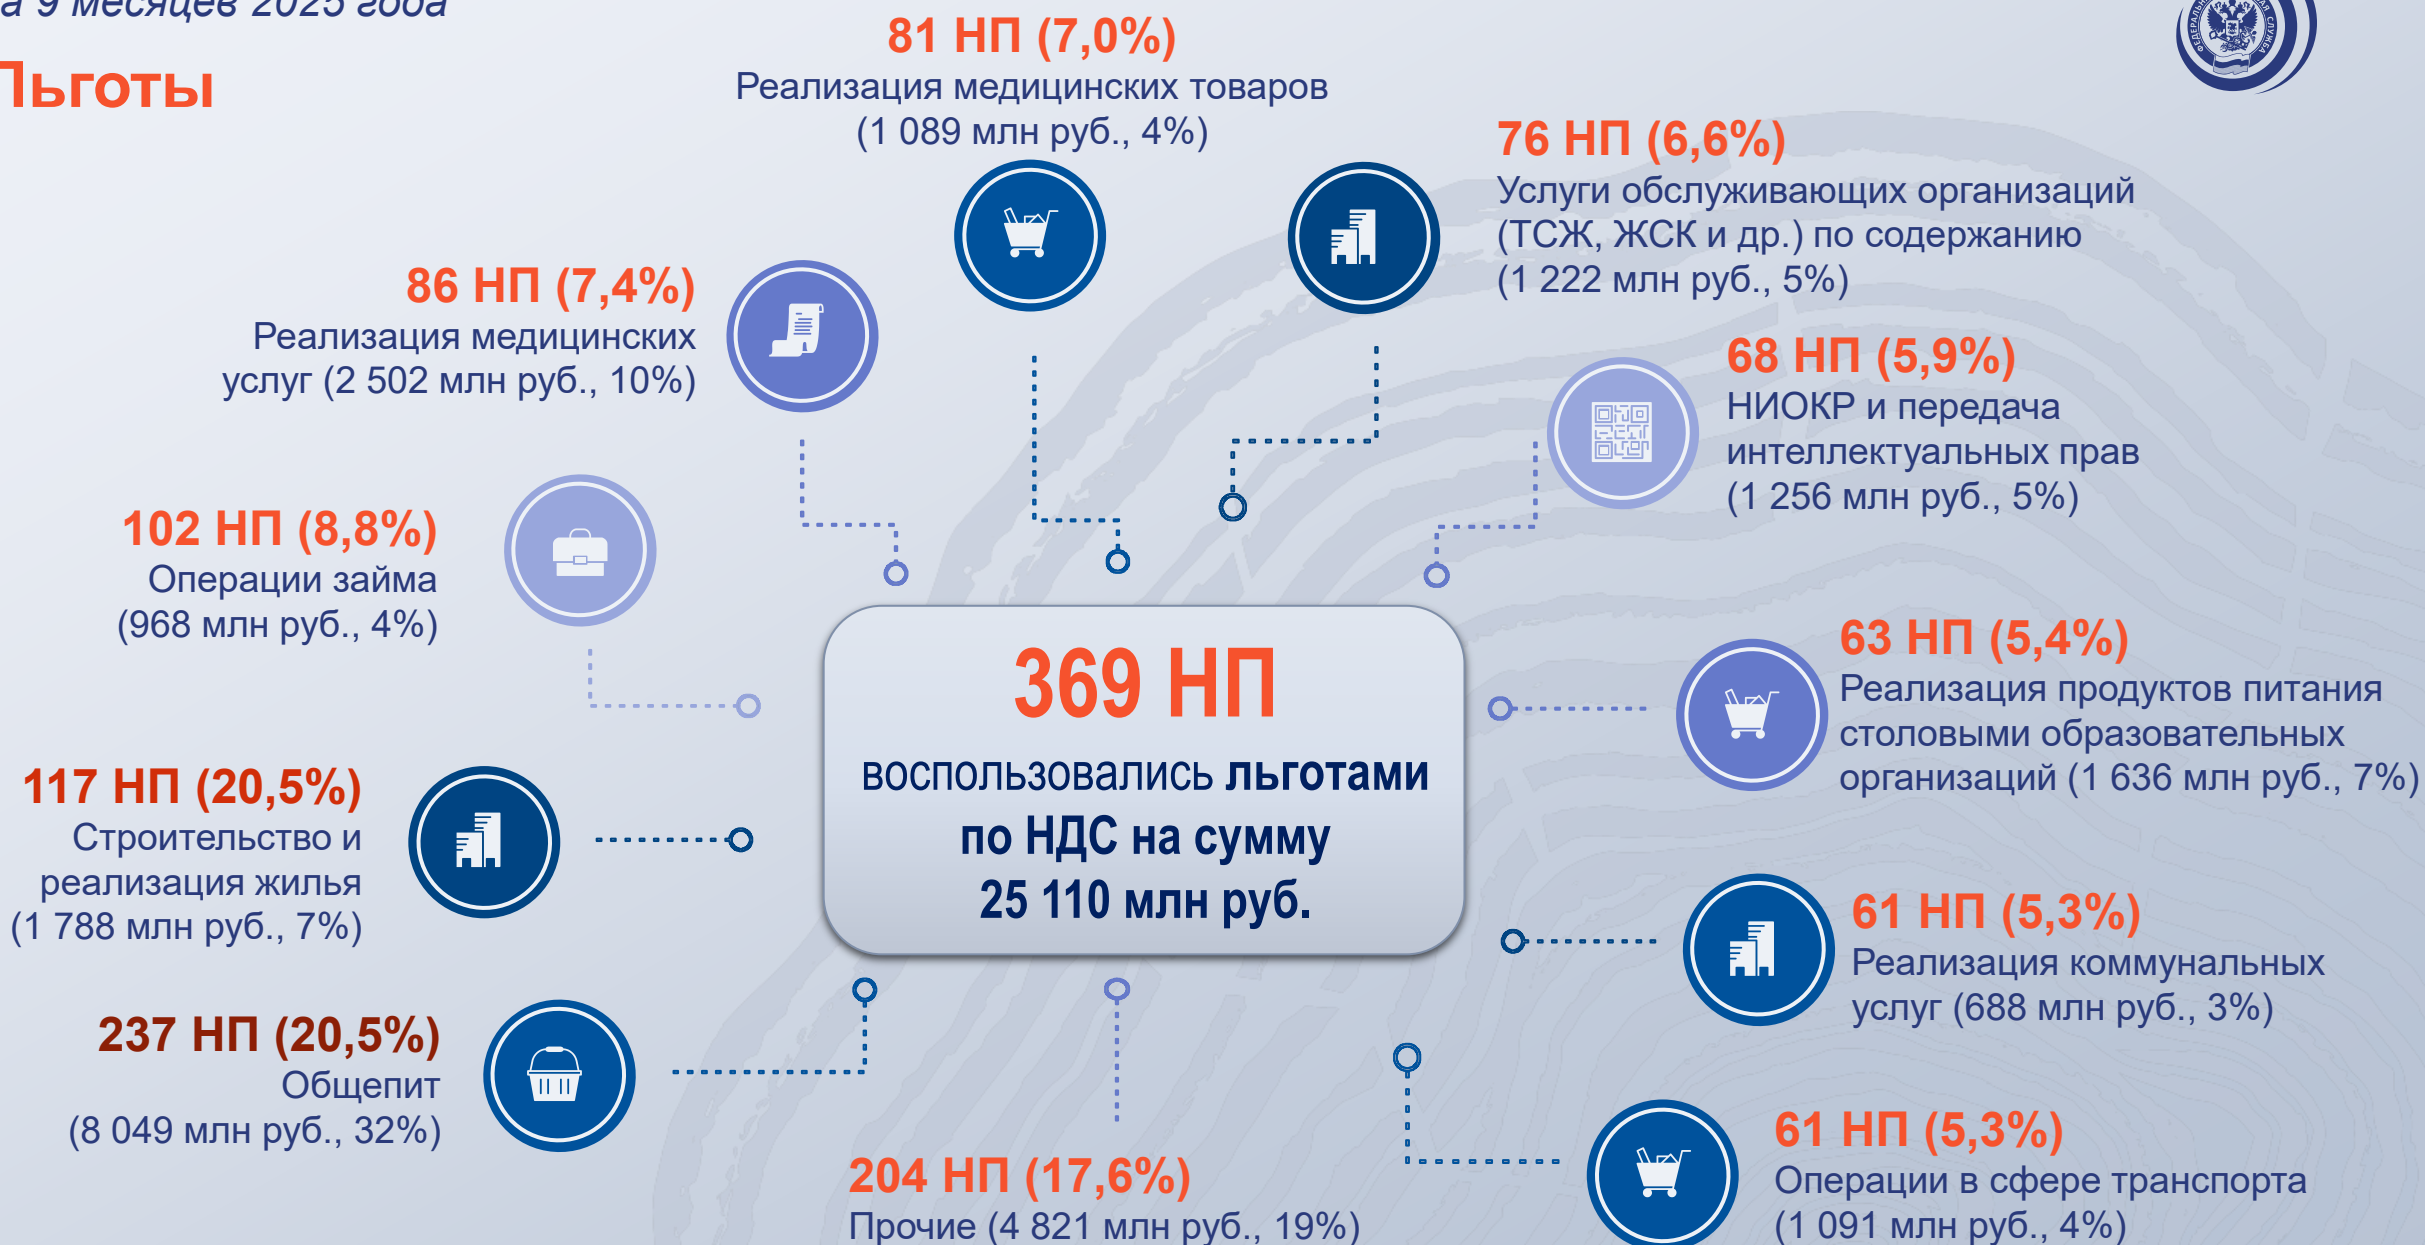 а 9 месяцев 2025 года
Льготы
81 НП (7,0%)
Реализация медицинских товаров
(1 089 млн руб., 4%)
76 НП (6,6%)
Услуги обслуживающих организаций
(ТСЖ, ЖСК и др.) по содержанию
(1 222 млн руб., 5%)
86 НП (7,4%)
Реализация медицинских
услуг (2 502 млн руб., 10%)
68 НП (5,9%)
НИОКР и передача
интеллектуальных прав
(1 256 млн руб., 5%)
102 НП (8,8%)
Операции займа
(968 млн руб., 4%)
369 НП
воспользовались льготами
по НДС на сумму
25 110 млн руб.
63 НП (5,4%)
Реализация продуктов питания
столовыми образовательных
организаций (1 636 млн руб., 7%)
117 НП (20,5%)
Строительство и
реализация жилья
(1 788 млн руб., 7%)
61 НП (5,3%)
Реализация коммунальных
услуг (688 млн руб., 3%)
237 НП (20,5%)
Общепит
(8 049 млн руб., 32%)
204 НП (17,6%)
Прочие (4 821 млн руб., 19%)
61 НП (5,3%)
Операции в сфере транспорта
(1 091 млн руб., 4%)